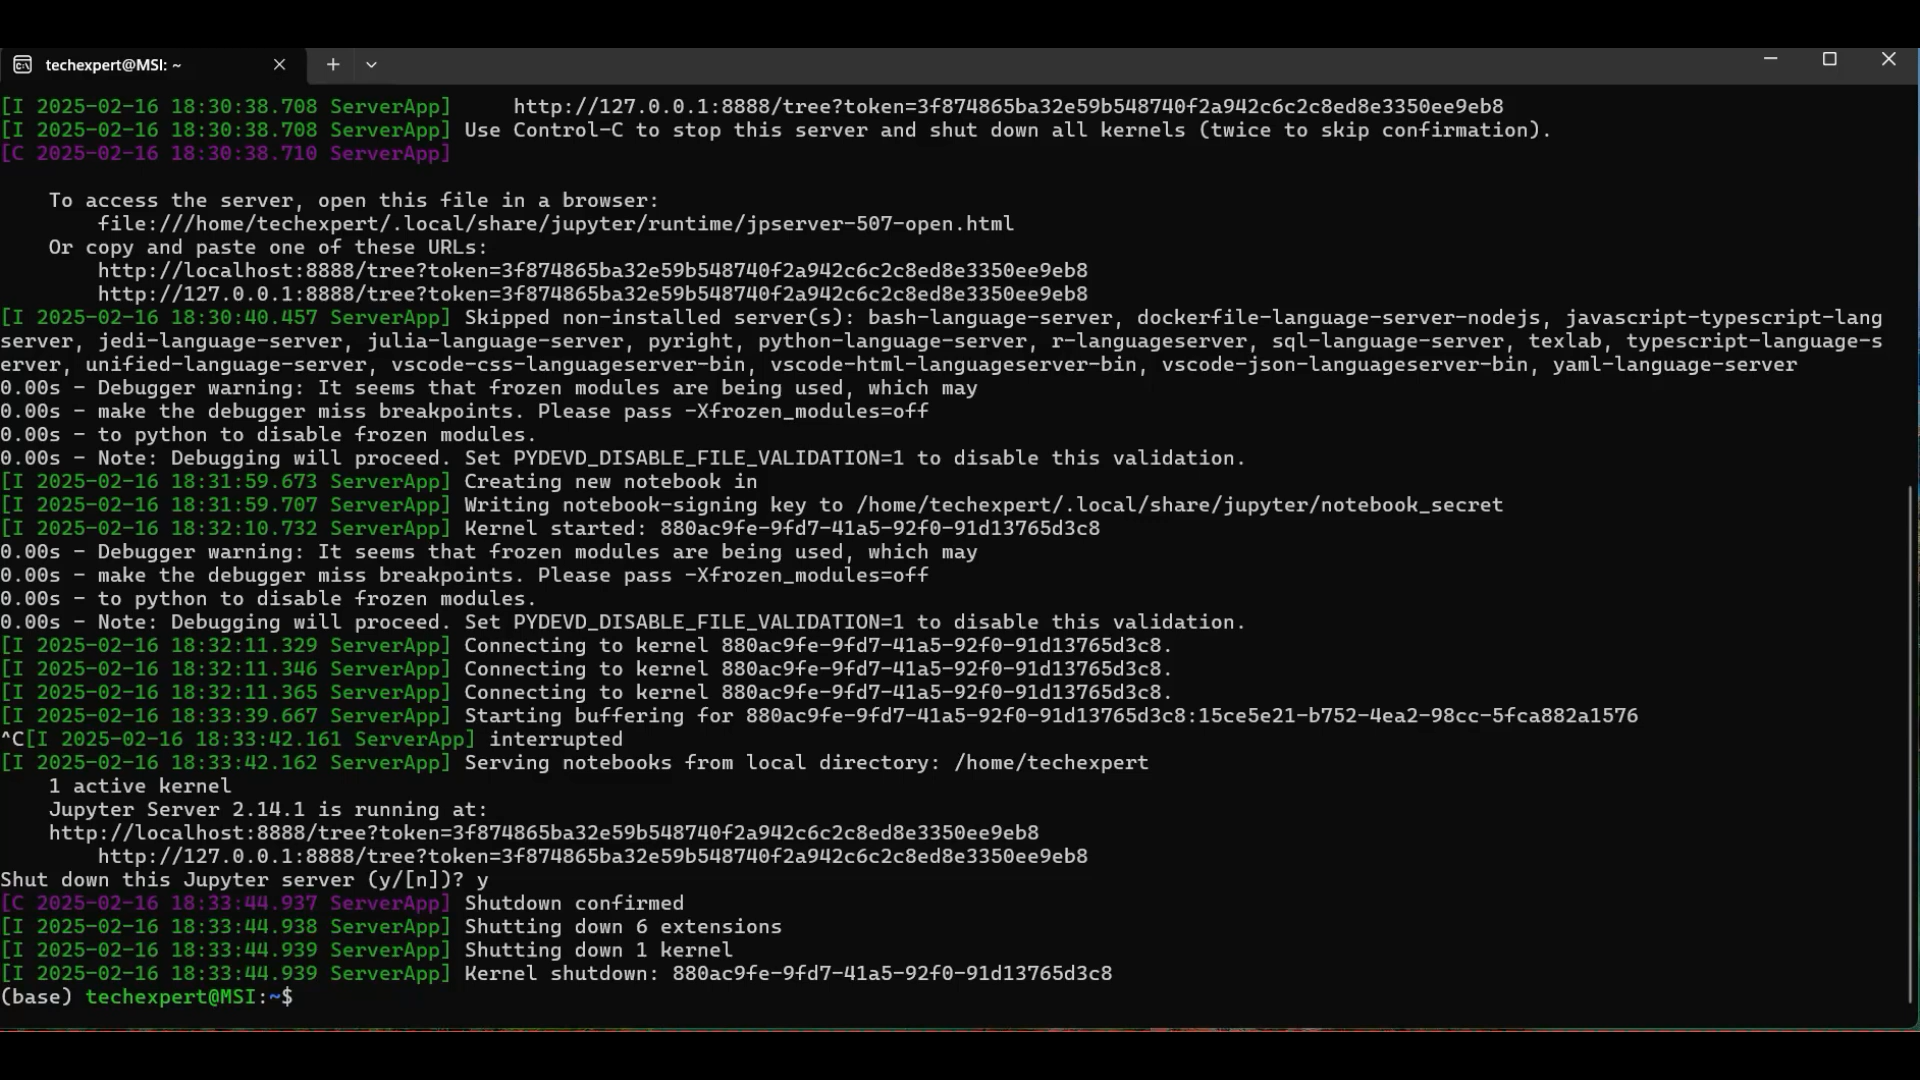 techexpert@MSI: ~
[I 2025-02-16 18:30:38.708 ServerApp]     http://127.0.0.1:8888/tree?token=3f874865ba32e59b548740f2a942c6c2c8ed8e3350ee9eb8
[I 2025-02-16 18:30:38.708 ServerApp] Use Control-C to stop this server and shut down all kernels (twice to skip confirmation).
[C 2025-02-16 18:30:38.710 ServerApp]
    To access the server, open this file in a browser:
        file:///home/techexpert/.local/share/jupyter/runtime/jpserver-507-open.html
    Or copy and paste one of these URLs:
        http://localhost:8888/tree?token=3f874865ba32e59b548740f2a942c6c2c8ed8e3350ee9eb8
        http://127.0.0.1:8888/tree?token=3f874865ba32e59b548740f2a942c6c2c8ed8e3350ee9eb8
[I 2025-02-16 18:30:40.457 ServerApp] Skipped non-installed server(s): bash-language-server, dockerfile-language-server-nodejs, javascript-typescript-lang
server, jedi-language-server, julia-language-server, pyright, python-language-server, r-languageserver, sql-language-server, texlab, typescript-language-s
erver, unified-language-server, vscode-css-languageserver-bin, vscode-html-languageserver-bin, vscode-json-languageserver-bin, yaml-language-server
0.00s - Debugger warning: It seems that frozen modules are being used, which may
0.00s - make the debugger miss breakpoints. Please pass -Xfrozen_modules=off
0.00s - to python to disable frozen modules.
0.00s - Note: Debugging will proceed. Set PYDEVD_DISABLE_FILE_VALIDATION=1 to disable this validation.
[I 2025-02-16 18:31:59.673 ServerApp] Creating new notebook in
[I 2025-02-16 18:31:59.707 ServerApp] Writing notebook-signing key to /home/techexpert/.local/share/jupyter/notebook_secret
[I 2025-02-16 18:32:10.732 ServerApp] Kernel started: 880ac9fe-9fd7-41a5-92f0-91d13765d3c8
0.00s - Debugger warning: It seems that frozen modules are being used, which may
0.00s - make the debugger miss breakpoints. Please pass -Xfrozen_modules=off
0.00s - to python to disable frozen modules.
0.00s - Note: Debugging will proceed. Set PYDEVD_DISABLE_FILE_VALIDATION=1 to disable this validation.
[I 2025-02-16 18:32:11.329 ServerApp] Connecting to kernel 880ac9fe-9fd7-41a5-92f0-91d13765d3c8.
[I 2025-02-16 18:32:11.346 ServerApp] Connecting to kernel 880ac9fe-9fd7-41a5-92f0-91d13765d3c8.
[I 2025-02-16 18:32:11.365 ServerApp] Connecting to kernel 880ac9fe-9fd7-41a5-92f0-91d13765d3c8.
[I 2025-02-16 18:33:39.667 ServerApp] Starting buffering for 880ac9fe-9fd7-41a5-92f0-91d13765d3c8:15ce5e21-b752-4ea2-98cc-5fca882a1576
^C[I 2025-02-16 18:33:42.161 ServerApp] interrupted
[I 2025-02-16 18:33:42.162 ServerApp] Serving notebooks from local directory: /home/techexpert
    1 active kernel
    Jupyter Server 2.14.1 is running at:
    http://localhost:8888/tree?token=3f874865ba32e59b548740f2a942c6c2c8ed8e3350ee9eb8
        http://127.0.0.1:8888/tree?token=3f874865ba32e59b548740f2a942c6c2c8ed8e3350ee9eb8
Shut down this Jupyter server (y/[n])? y
[C 2025-02-16 18:33:44.937 ServerApp] Shutdown confirmed
[I 2025-02-16 18:33:44.938 ServerApp] Shutting down 6 extensions
[I 2025-02-16 18:33:44.939 ServerApp] Shutting down 1 kernel
[I 2025-02-16 18:33:44.939 ServerApp] Kernel shutdown: 880ac9fe-9fd7-41a5-92f0-91d13765d3c8
(base) techexpert@MSI:~$